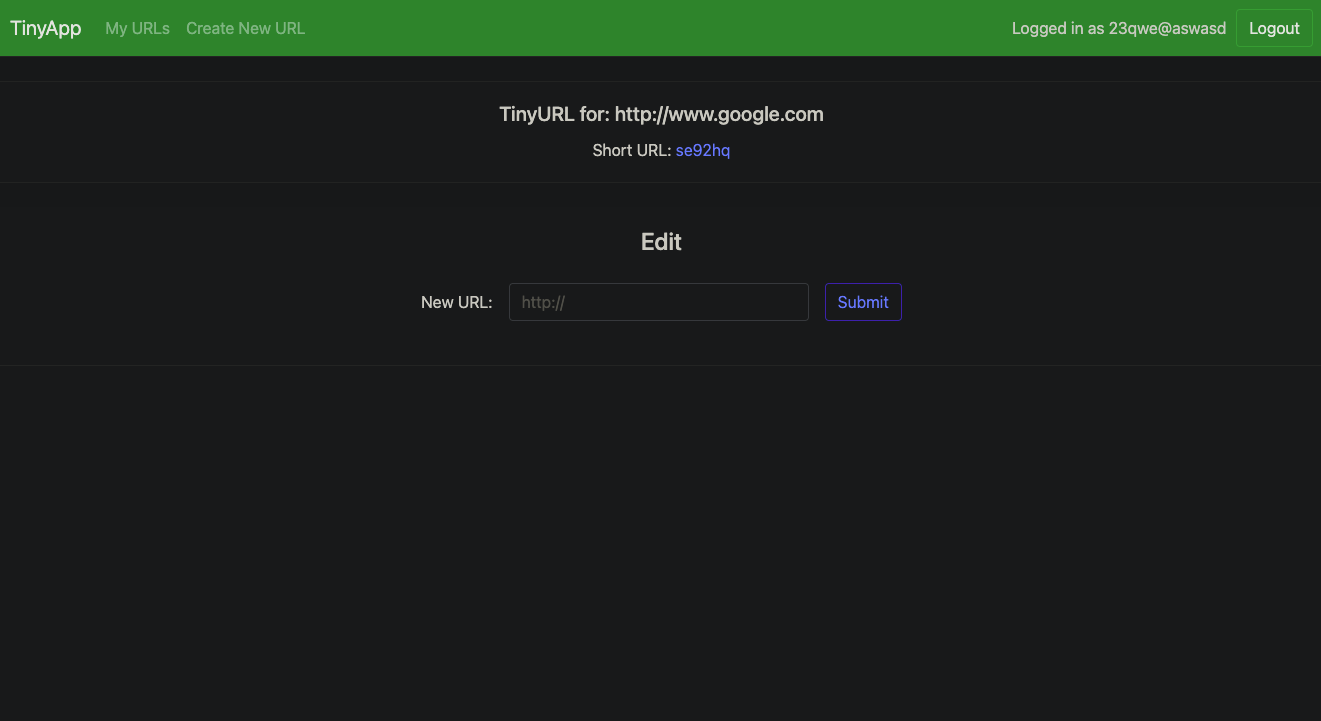 TinyApp My URLs Create New URL Logged in as 23qwe@aswasd Logout
TinyURL for: http://www.google.com
Short URL: se92hq
Edit
New URL: http:// Submit